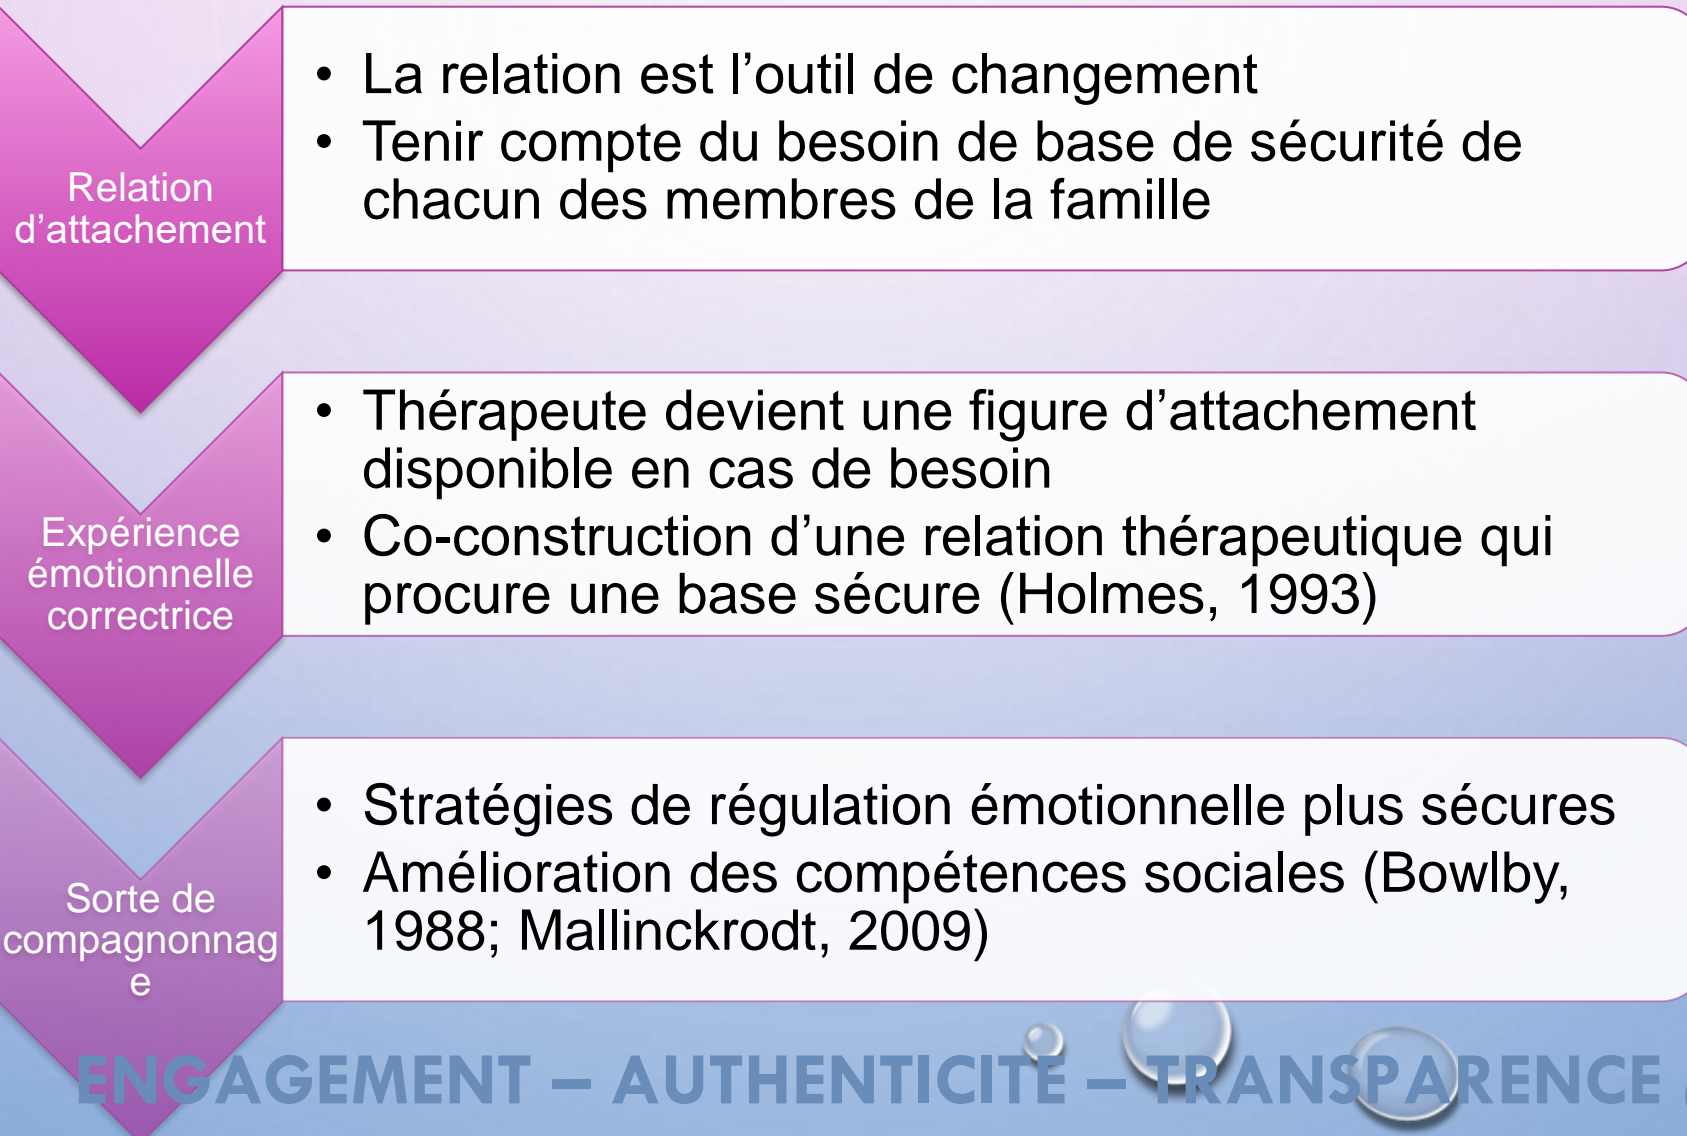 Relation
d’attachement
• La relation est l’outil de changement
• Tenir compte du besoin de base de sécurité de
chacun des membres de la famille
Expérience
émotionnelle
correctrice
• Thérapeute devient une figure d’attachement
disponible en cas de besoin
• Co-construction d’une relation thérapeutique qui
procure une base sécure (Holmes, 1993)
Sorte de
compagnonnag
e
• Stratégies de régulation émotionnelle plus sécures
• Amélioration des compétences sociales (Bowlby,
1988; Mallinckrodt, 2009)
ENGAGEMENT – AUTHENTICITE – TRANSPARENCE